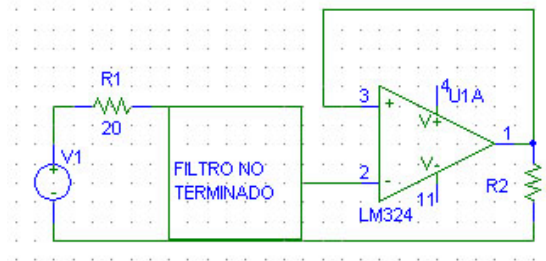 R1
20
V1
FILTRO NO
TERMINADO
3
+
2
-
4
U1A
V+
V-
11
1
LM324
R2